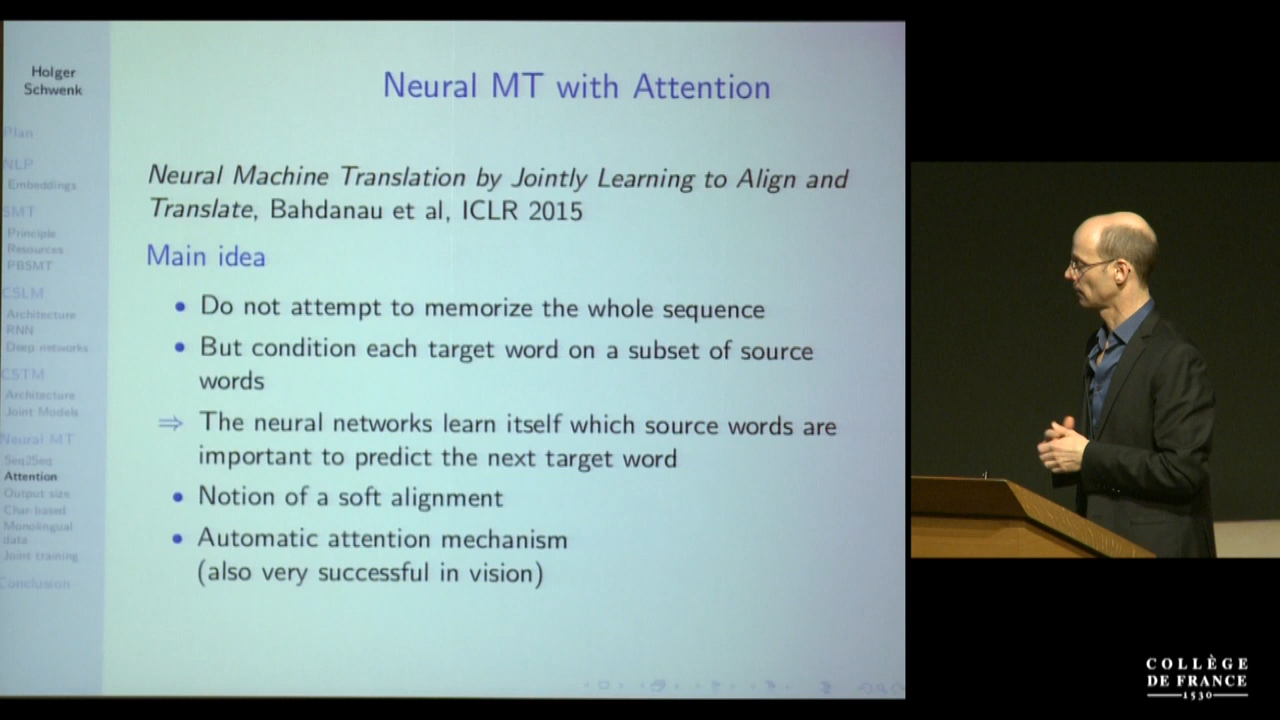 Holger
Schwenk
Plan
NLP
Embeddings
SMT
Principle
Resources
PBSMT
CSLM
Architecture
RNN
Deep networks
CSTM
Architecture
Joint Models
Neural MT
Seq2Seq
Attention
Output size
Char-based
Monolingual
data
Joint training
Conclusion
Neural MT with Attention
Neural Machine Translation by Jointly Learning to Align and
Translate, Bahdanau et al, ICLR 2015
Main idea
• Do not attempt to memorize the whole sequence
• But condition each target word on a subset of source
words
⇒ The neural networks learn itself which source words are
important to predict the next target word
• Notion of a soft alignment
• Automatic attention mechanism
(also very successful in vision)
COLLÈGE
DE FRANCE
1530